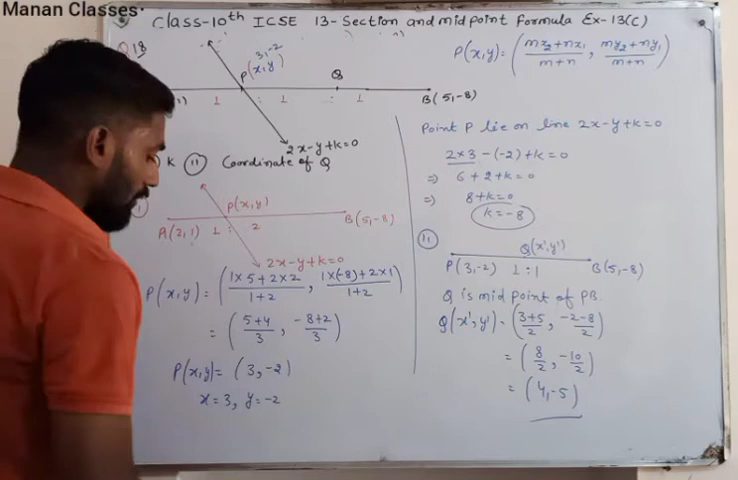 Manan Classes
Class-10th ICSE 13-Section and midpoint Formula Ex-13(C)
Q.18
3,-2
P(x,y)
Q
1 : 1 : 1
B(5,-8)
2x-y+k=0
k (ii) Coordinate of Q
P(x,y)
A(2,1) 1 : 2 B(5,-8)
2x-y+k=0
P(x,y) = (1×5+2×2/1+2, 1×(-8)+2×1/1+2)
= (5+4/3, -8+2/3)
P(x,y)= (3,-2)
x=3, y=-2
P(x,y)= (mx2+nx1/m+n, my2+ny1/m+n)
Point P lie on line 2x-y+k=0
2×3-(-2)+k=0
⇒ 6+2+k=0
⇒ 8+k=0
k=-8
(ii)
Q(x',y')
P(3,-2) 1:1 B(5,-8)
Q is mid point of PB.
Q(x',y') = (3+5/2, -2-8/2)
= (8/2, -10/2)
= (4,-5)